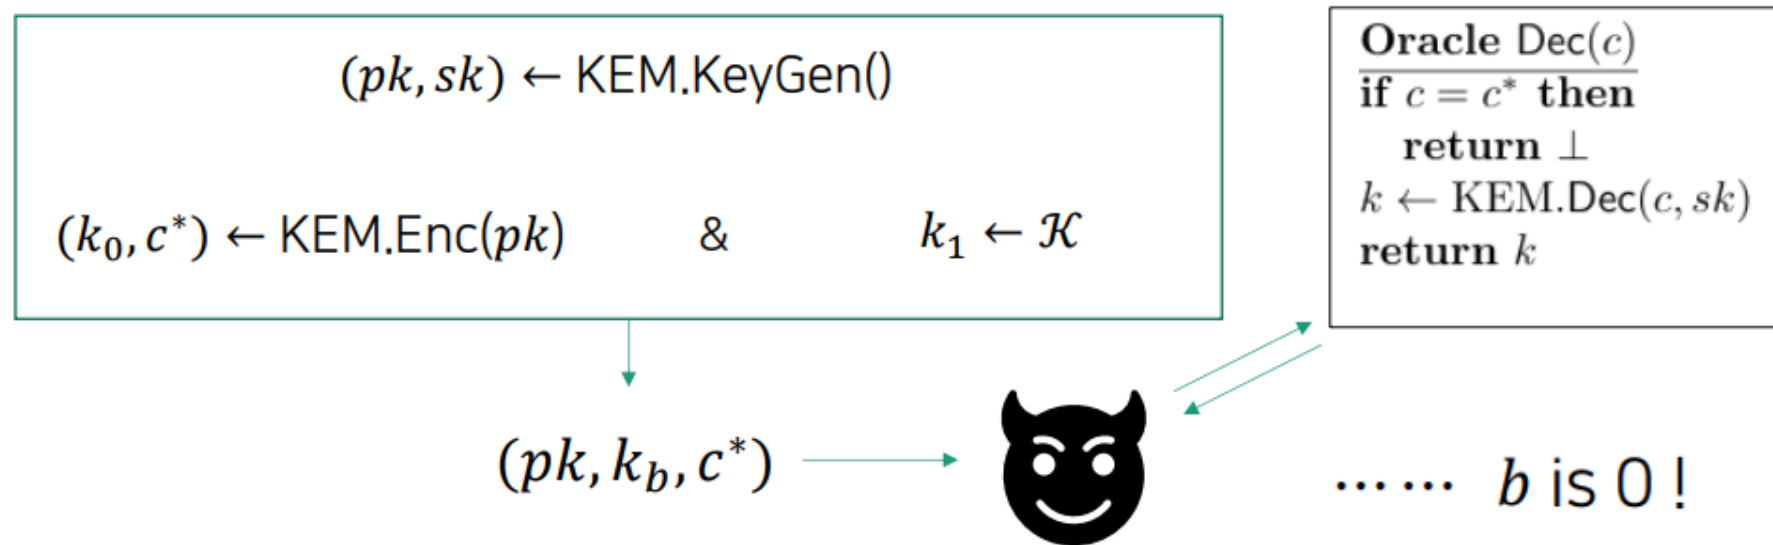 (pk, sk) ← KEM.KeyGen()
(k₀, c*) ← KEM.Enc(pk) & k₁ ← 𝒦
(pk, k_b, c*)
Oracle Dec(c)
if c = c* then
return ⊥
k ← KEM.Dec(c, sk)
return k
⋯⋯ b is 0 !